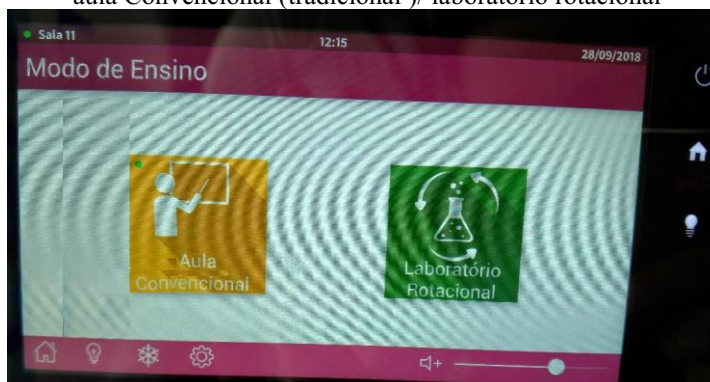 aula Convencional (tradicional )/ laboratório rotacional
Sala 11
12:15
28/09/2018
Modo de Ensino
Aula
Convencional
Laboratório
Rotacional